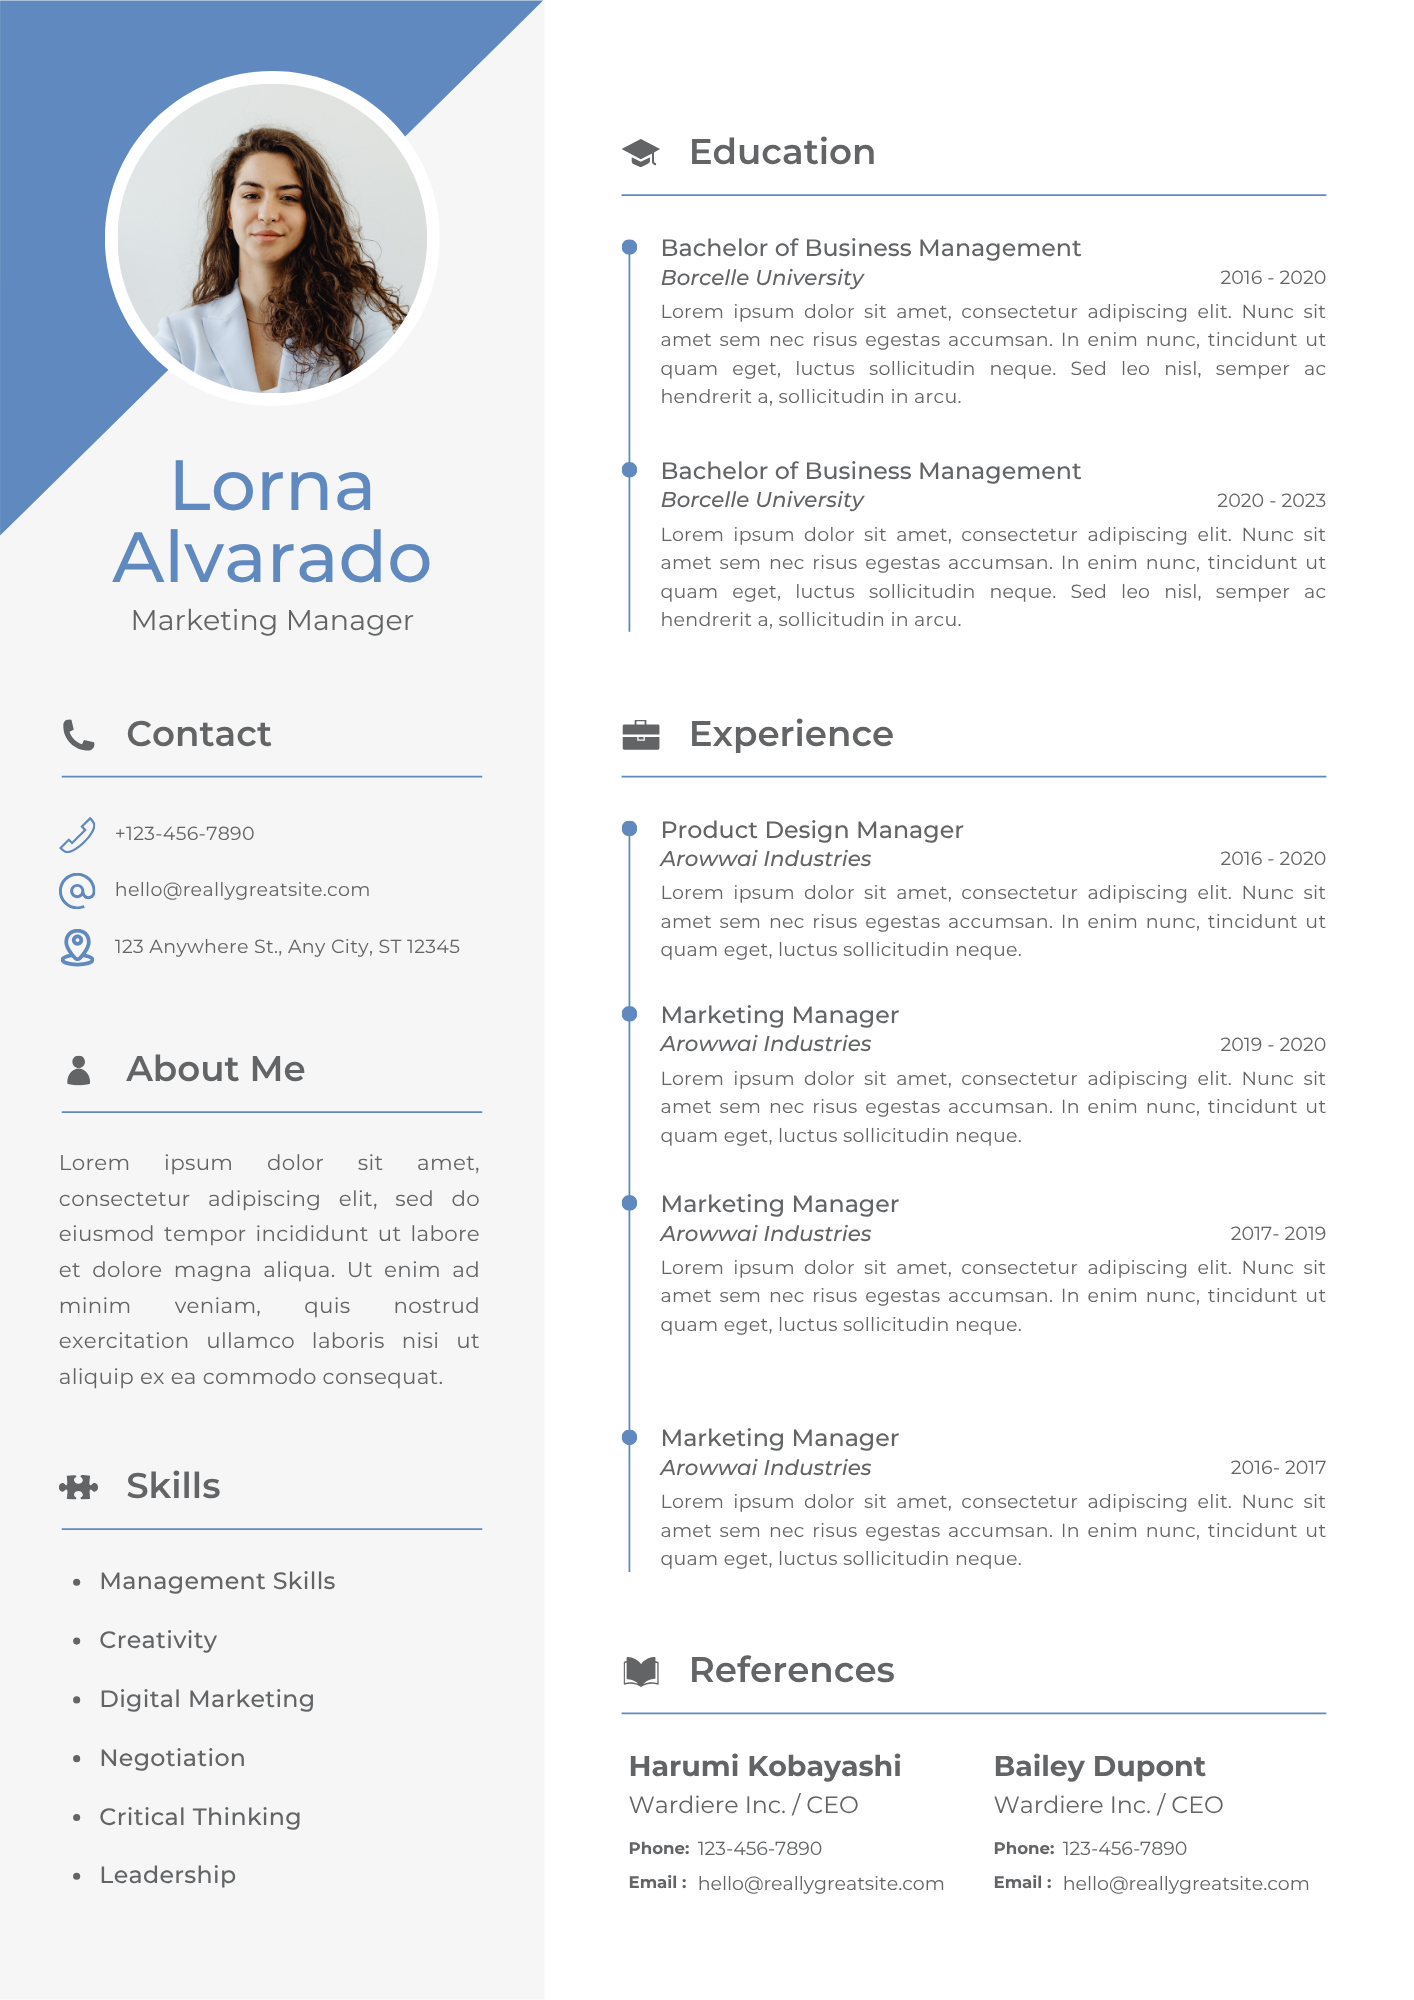 Lorna
Alvarado
Marketing Manager
Contact
+123-456-7890
hello@reallygreatsite.com
123 Anywhere St., Any City, ST 12345
About Me
Lorem ipsum dolor sit amet,
consectetur adipiscing elit, sed do
eiusmod tempor incididunt ut labore
et dolore magna aliqua. Ut enim ad
minim veniam, quis nostrud
exercitation ullamco laboris nisi ut
aliquip ex ea commodo consequat.
Skills
• Management Skills
• Creativity
• Digital Marketing
• Negotiation
• Critical Thinking
• Leadership
Education
Bachelor of Business Management
Borcelle University 2016 - 2020
Lorem ipsum dolor sit amet, consectetur adipiscing elit. Nunc sit
amet sem nec risus egestas accumsan. In enim nunc, tincidunt ut
quam eget, luctus sollicitudin neque. Sed leo nisl, semper ac
hendrerit a, sollicitudin in arcu.
Bachelor of Business Management
Borcelle University 2020 - 2023
Lorem ipsum dolor sit amet, consectetur adipiscing elit. Nunc sit
amet sem nec risus egestas accumsan. In enim nunc, tincidunt ut
quam eget, luctus sollicitudin neque. Sed leo nisl, semper ac
hendrerit a, sollicitudin in arcu.
Experience
Product Design Manager
Arowwai Industries 2016 - 2020
Lorem ipsum dolor sit amet, consectetur adipiscing elit. Nunc sit
amet sem nec risus egestas accumsan. In enim nunc, tincidunt ut
quam eget, luctus sollicitudin neque.
Marketing Manager
Arowwai Industries 2019 - 2020
Lorem ipsum dolor sit amet, consectetur adipiscing elit. Nunc sit
amet sem nec risus egestas accumsan. In enim nunc, tincidunt ut
quam eget, luctus sollicitudin neque.
Marketing Manager
Arowwai Industries 2017- 2019
Lorem ipsum dolor sit amet, consectetur adipiscing elit. Nunc sit
amet sem nec risus egestas accumsan. In enim nunc, tincidunt ut
quam eget, luctus sollicitudin neque.
Marketing Manager
Arowwai Industries 2016- 2017
Lorem ipsum dolor sit amet, consectetur adipiscing elit. Nunc sit
amet sem nec risus egestas accumsan. In enim nunc, tincidunt ut
quam eget, luctus sollicitudin neque.
References
Harumi Kobayashi
Wardiere Inc. / CEO
Phone: 123-456-7890
Email : hello@reallygreatsite.com
Bailey Dupont
Wardiere Inc. / CEO
Phone: 123-456-7890
Email : hello@reallygreatsite.com